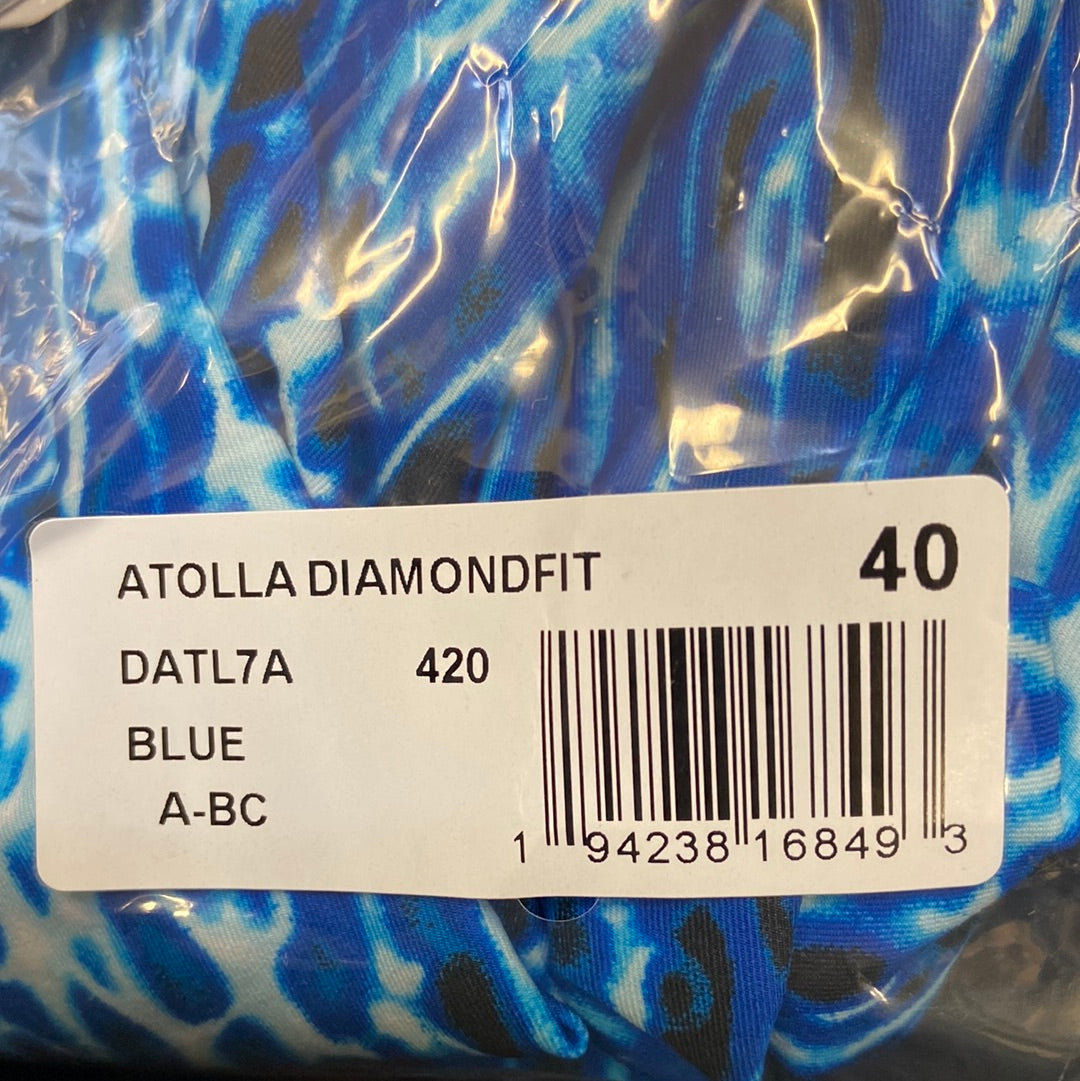 ATOLLA DIAMONDFIT 40
DATL7A 420
BLUE
A-BC
1 94238 16849 3